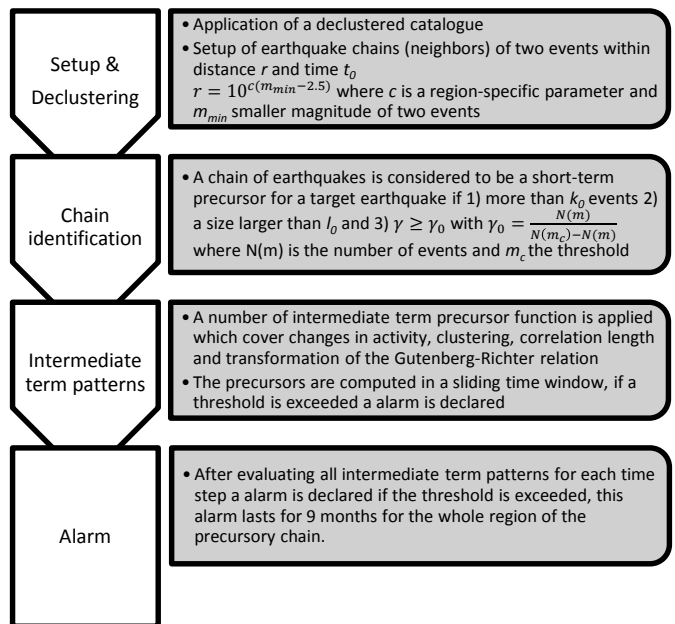 Setup &
Declustering
• Application of a declustered catalogue
• Setup of earthquake chains (neighbors) of two events within
distance r and time t₀
r = 10^{c(m_{min}−2.5)} where c is a region-specific parameter and
m_{min} smaller magnitude of two events
Chain
identification
• A chain of earthquakes is considered to be a short-term
precursor for a target earthquake if 1) more than k₀ events 2)
a size larger than l₀ and 3) γ ≥ γ₀ with γ₀ = N(m) / N(m_c)−N(m)
where N(m) is the number of events and m_c the threshold
Intermediate
term patterns
• A number of intermediate term precursor function is applied
which cover changes in activity, clustering, correlation length
and transformation of the Gutenberg-Richter relation
• The precursors are computed in a sliding time window, if a
threshold is exceeded a alarm is declared
Alarm
• After evaluating all intermediate term patterns for each time
step a alarm is declared if the threshold is exceeded, this
alarm lasts for 9 months for the whole region of the
precursory chain.